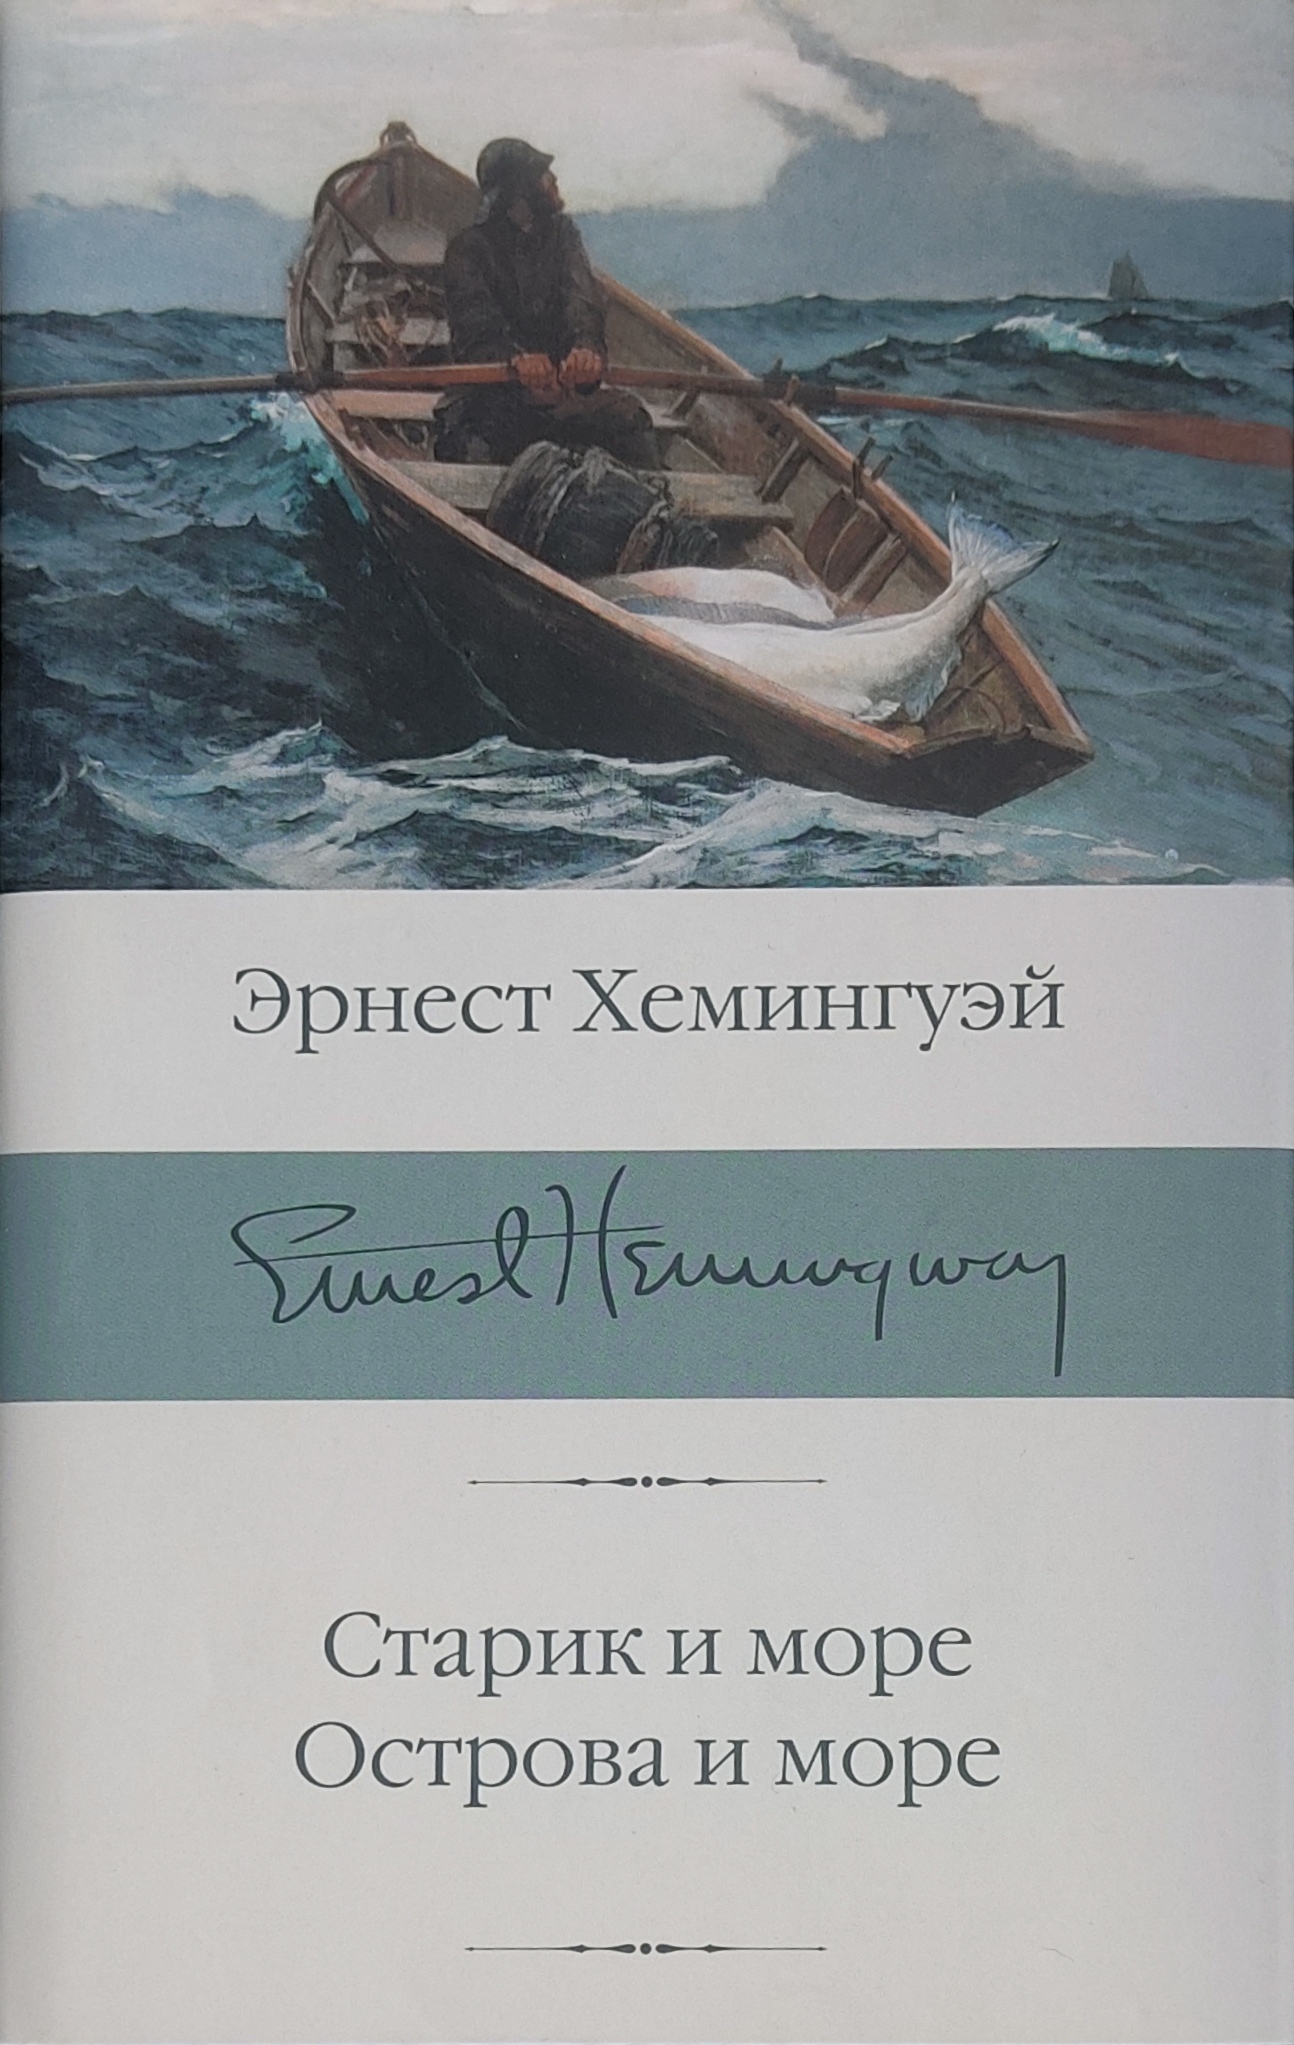 Эрнест Хемингуэй
Ernest Hemingway
Старик и море
Острова и море